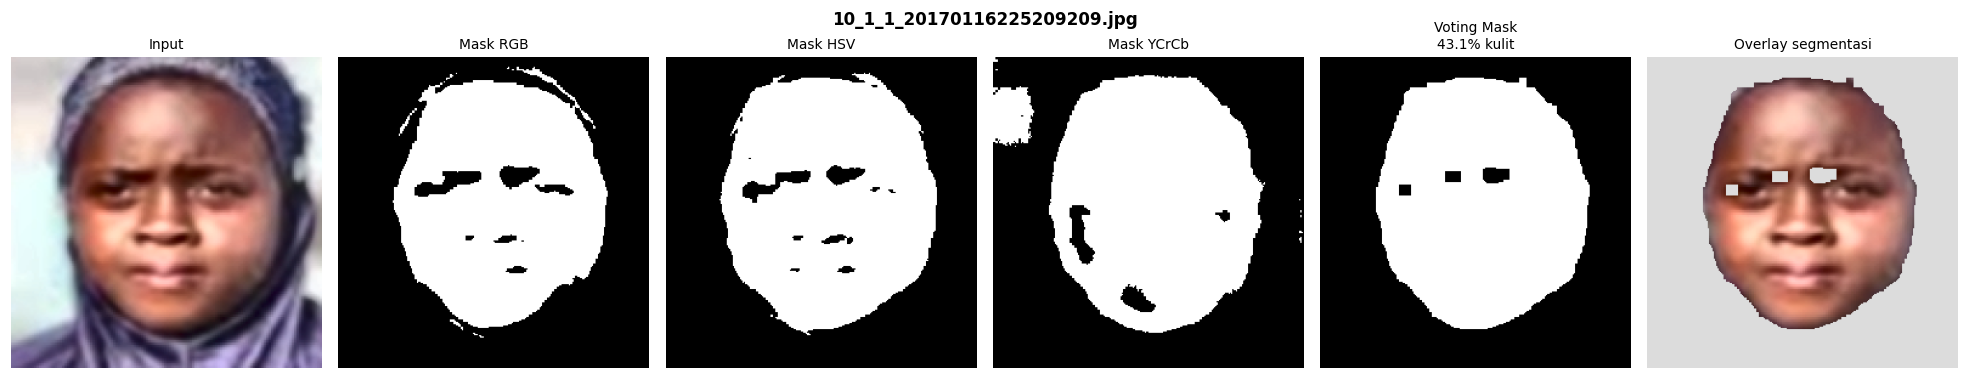 10_1_1_20170116225209209.jpg
Input
Mask RGB
Mask HSV
Mask YCrCb
Voting Mask
43.1% kulit
Overlay segmentasi